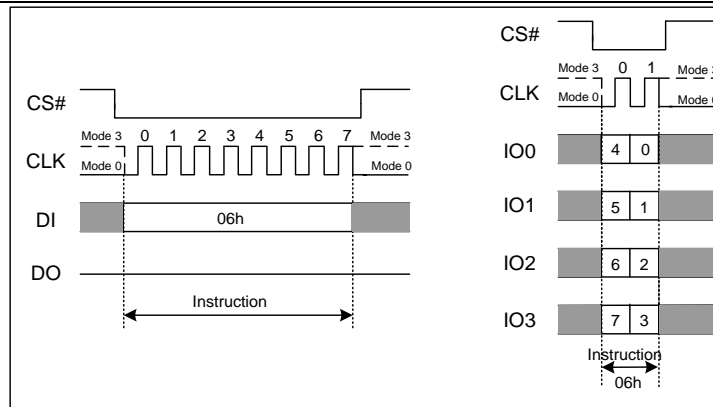 CS#
Mode 3 0 1 2 3 4 5 6 7 Mode 3
CLK
Mode 0 Mode 0
DI 06h
DO
Instruction
CS#
Mode 3 0 1 Mode 3
CLK
Mode 0
IO0 4 0
IO1 5 1
IO2 6 2
IO3 7 3
Instruction
06h